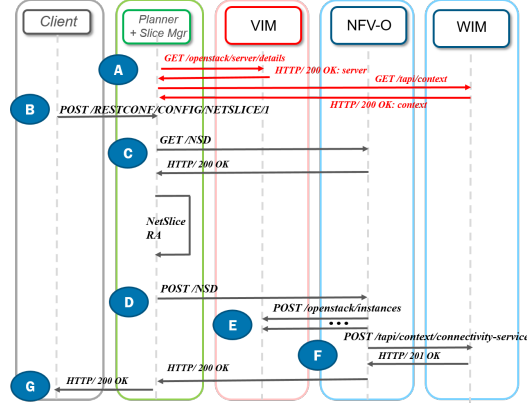 Client
Planner
+ Slice Mgr
VIM
NFV-O
WIM
GET /openstack/server/details
A
HTTP/ 200 OK: server
GET /tapi/context
HTTP/ 200 OK: context
B
POST /RESTCONF/CONFIG/NETSLICE/1
GET /NSD
C
HTTP/ 200 OK
NetSlice
RA
POST /NSD
D
POST /openstack/instances
E
...
POST /tapi/context/connectivity-service
F
HTTP/ 201 OK
HTTP/ 200 OK
HTTP/ 200 OK
G